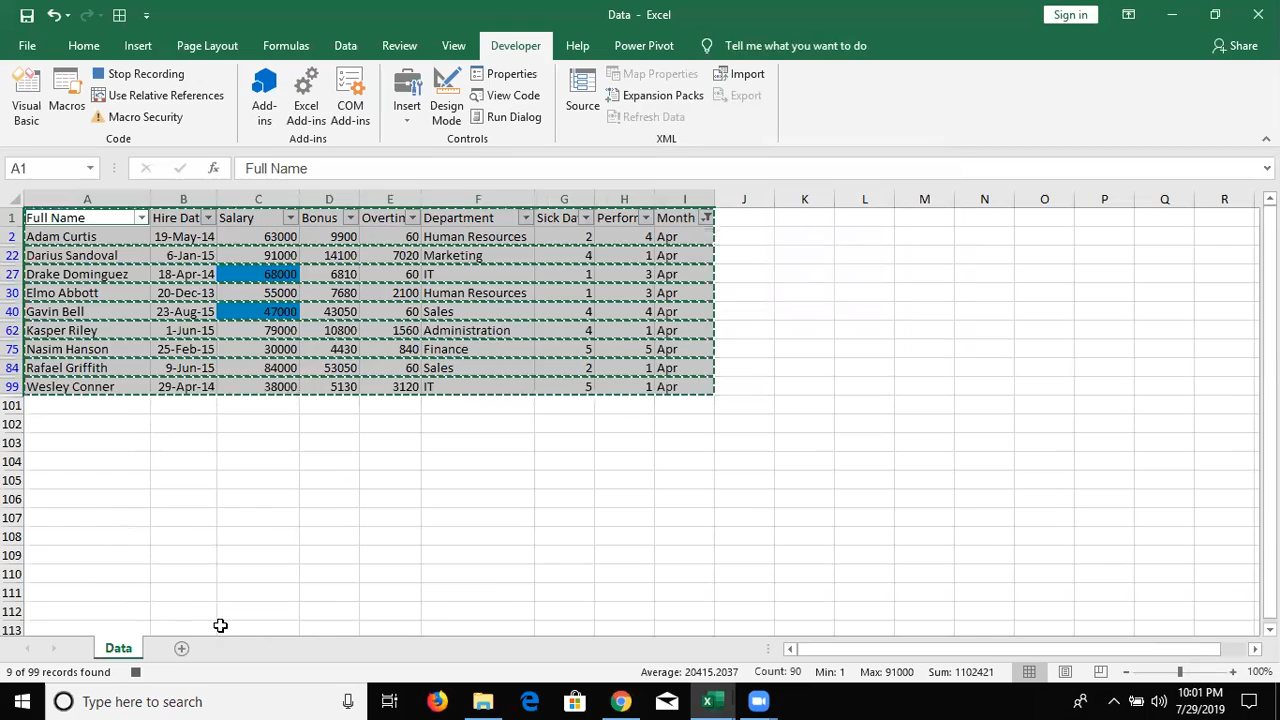 Data - Excel
Sign in
File Home Insert Page Layout Formulas Data Review View Developer Help Power Pivot Tell me what you want to do Share
Visual Basic
Macros
Stop Recording
Use Relative References
Macro Security
Code
Add-ins
Excel Add-ins
COM Add-ins
Add-ins
Insert
Design Mode
Properties
View Code
Run Dialog
Controls
Source
Map Properties
Expansion Packs
Refresh Data
Import
Export
XML
A1 fx Full Name
A B C D E F G H I J K L M N O P Q R
1 Full Name Hire Dat Salary Bonus Overtin Department Sick Da Perforr Month
2 Adam Curtis 19-May-14 63000 9900 60 Human Resources 2 4 Apr
22 Darius Sandoval 6-Jan-15 91000 14100 7020 Marketing 4 1 Apr
27 Drake Dominguez 18-Apr-14 68000 6810 60 IT 1 3 Apr
30 Elmo Abbott 20-Dec-13 55000 7680 2100 Human Resources 1 3 Apr
40 Gavin Bell 23-Aug-15 47000 43050 60 Sales 4 4 Apr
62 Kasper Riley 1-Jun-15 79000 10800 1560 Administration 4 1 Apr
75 Nasim Hanson 25-Feb-15 30000 4430 840 Finance 5 5 Apr
84 Rafael Griffith 9-Jun-15 84000 53050 60 Sales 2 1 Apr
99 Wesley Conner 29-Apr-14 38000 5130 3120 IT 5 1 Apr
101
102
103
104
105
106
107
108
109
110
111
112
113
Data
9 of 99 records found Average: 20415.2037 Count: 90 Min: 1 Max: 91000 Sum: 1102421 100%
Type here to search
10:01 PM
7/29/2019